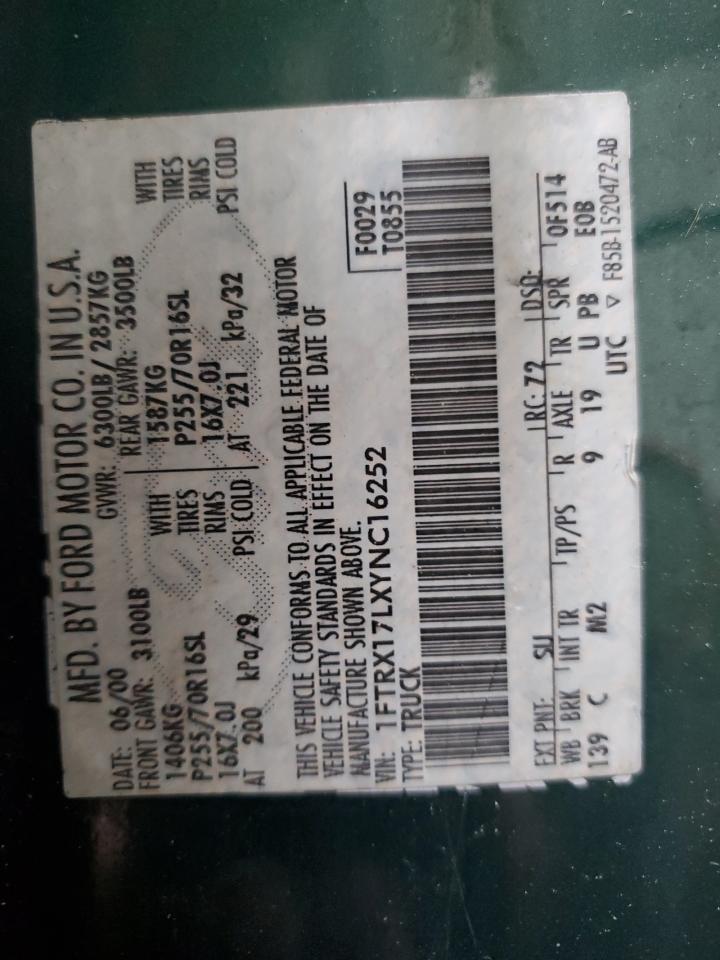 MFD. BY FORD MOTOR CO. IN U.S.A.
DATE: 06/00 GVWR: 6300LB/ 2857KG
FRONT GAWR: 3100LB REAR GAWR: 3500LB
1406KG WITH 1587KG WITH
P255/70R16SL TIRES P255/70R16SL TIRES
16X7.0J RIMS 16X7.0J RIMS
AT 200 kPa/29 PSI COLD AT 221 kPa/32 PSI COLD
THIS VEHICLE CONFORMS TO ALL APPLICABLE FEDERAL MOTOR
VEHICLE SAFETY STANDARDS IN EFFECT ON THE DATE OF
MANUFACTURE SHOWN ABOVE.
F0029
VIN: 1FTRX17LXYNC16252
T0855
TYPE: TRUCK
EXT PNT: SU RC: 72 DSO:
WB BRK INT TR TP/PS R AXLE TR SPR 0F514
139 C M2 9 19 U PB E0B
UTC ▽ F85B-1520472-AB